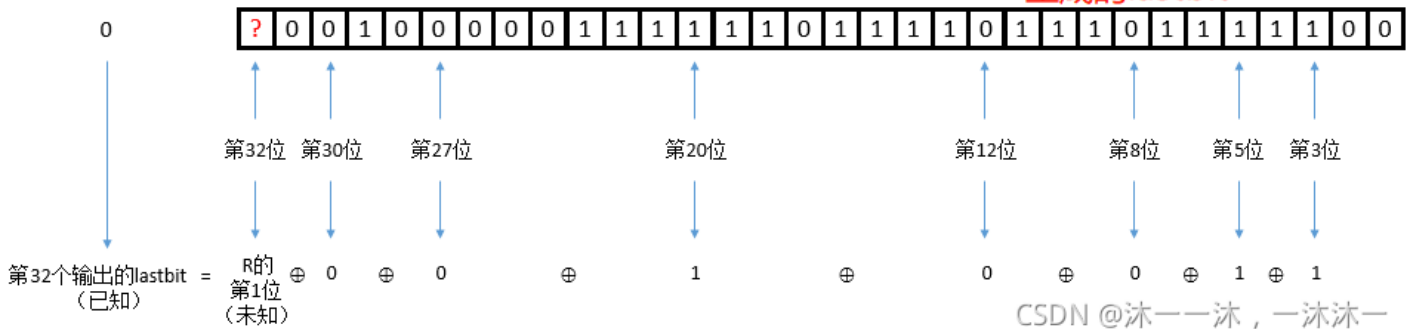 0 ? 0 0 1 0 0 0 0 0 1 1 1 1 1 1 0 1 1 1 1 0 1 1 1 0 1 1 1 1 1 0 0
第32位 第30位 第27位 第20位 第12位 第8位 第5位 第3位
第32个输出的lastbit = R的 ⊕ 0 ⊕ 0 ⊕ 1 ⊕ 0 ⊕ 0 ⊕ 1 ⊕ 1
（已知） 第1位
（未知）
CSDN @沐一一沐，一沐沐一